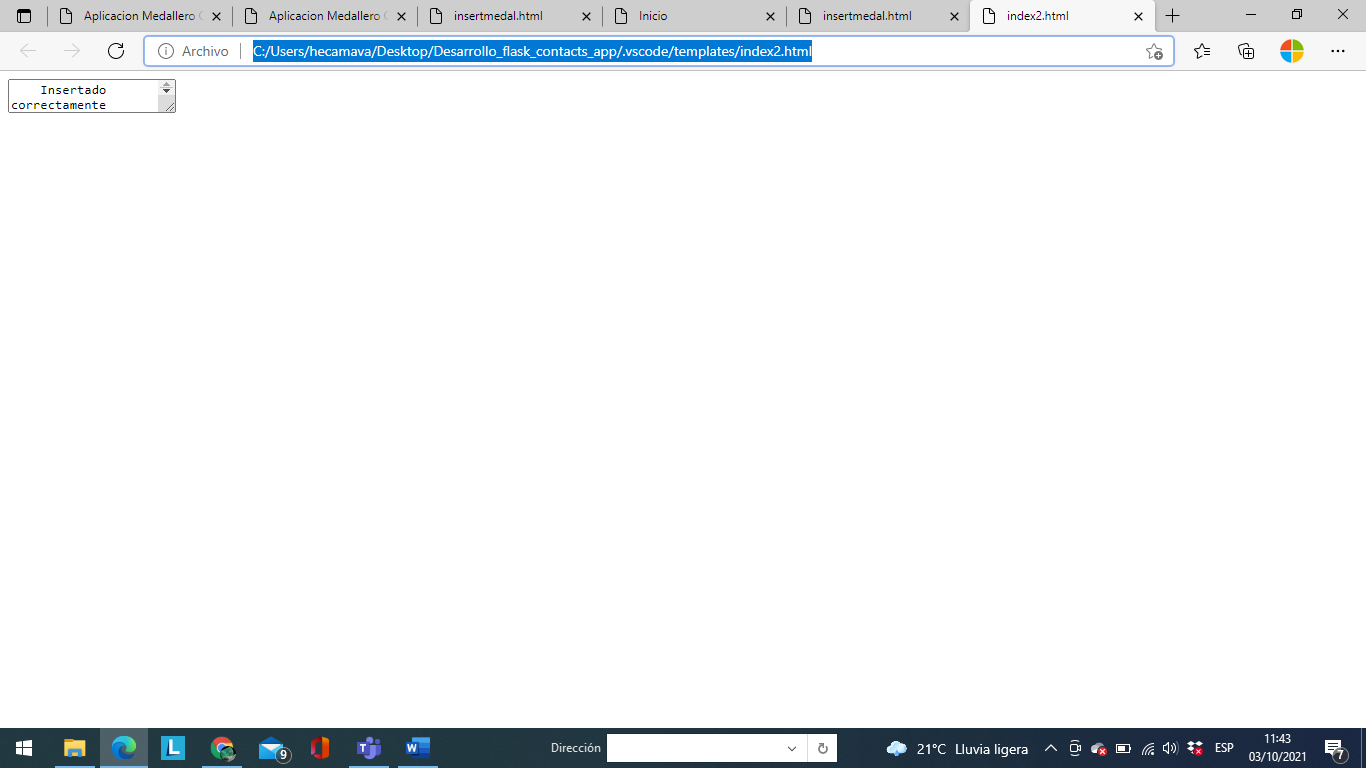 Aplicacion Medallero
Aplicacion Medallero
insertmedal.html
Inicio
insertmedal.html
index2.html
Archivo
C:/Users/hecamava/Desktop/Desarrollo_flask_contacts_app/.vscode/templates/index2.html
Insertado
correctamente
L
9
T
W
Dirección
21°C Lluvia ligera
ESP
11:43
03/10/2021
7